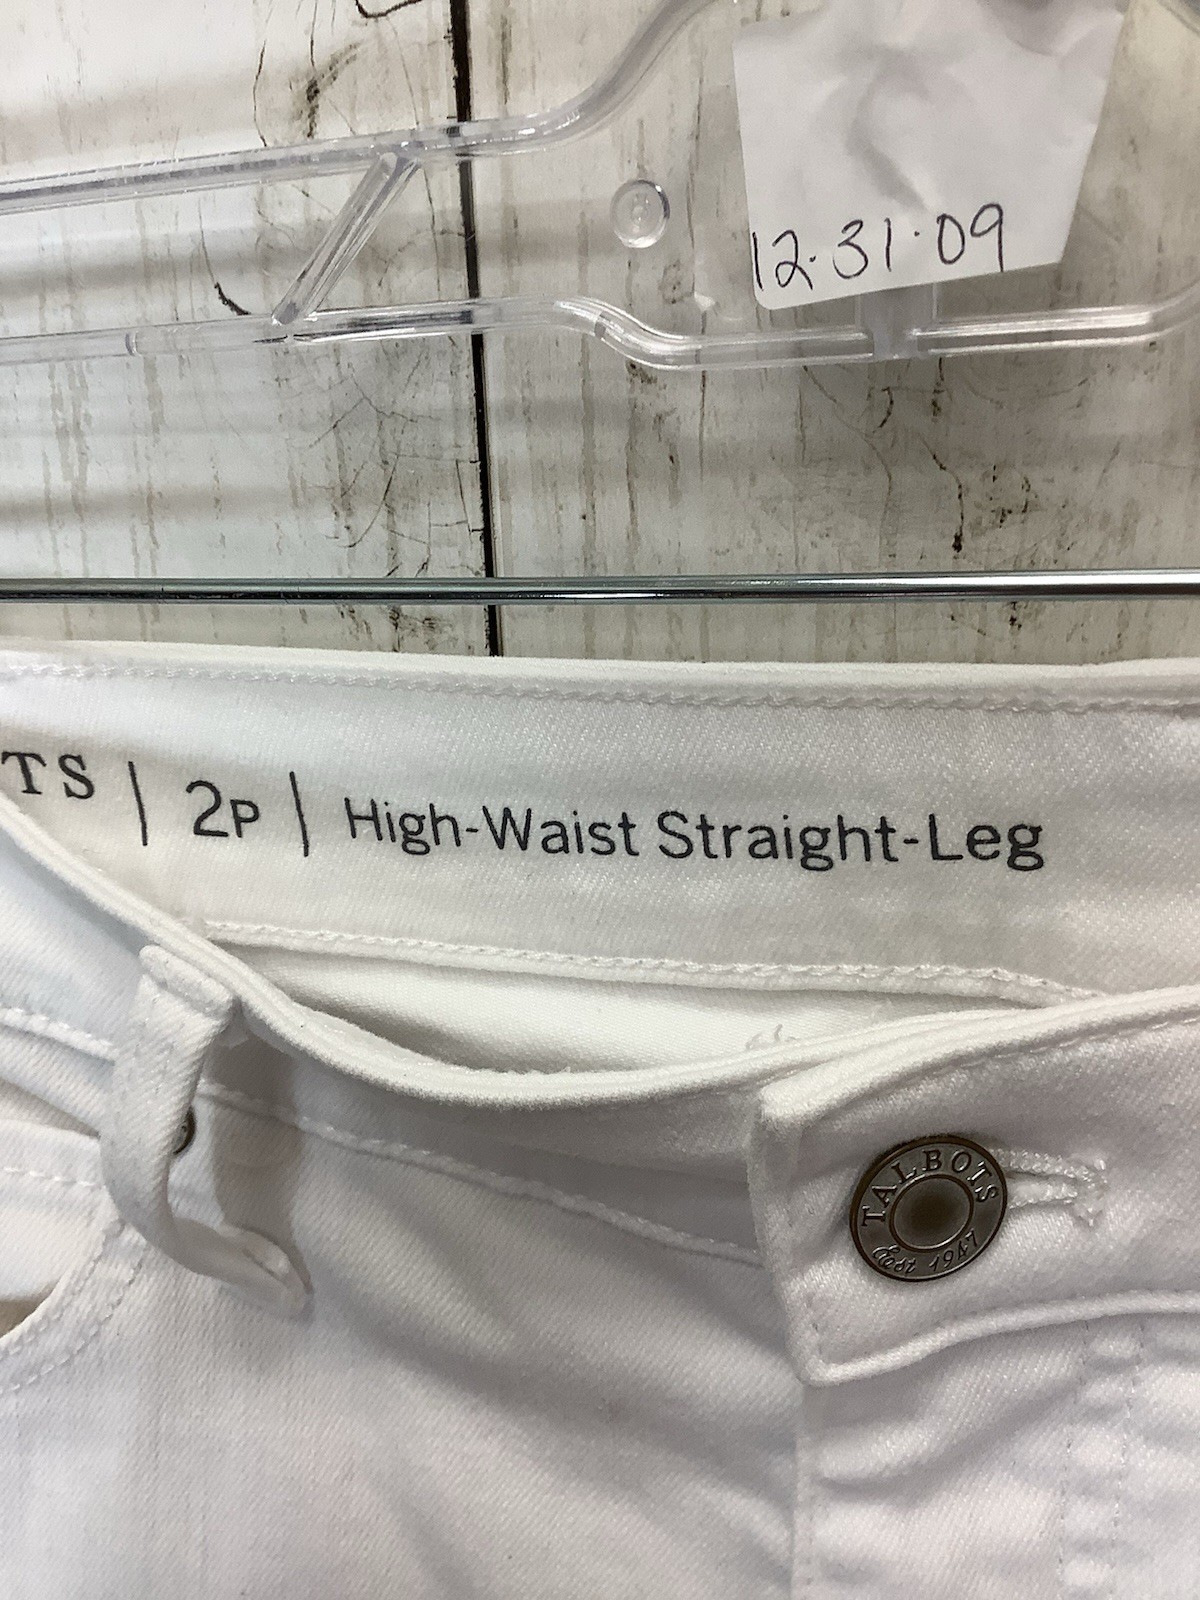 12.31.09
TS | 2P | High-Waist Straight-Leg
TALBOTS
Est 1947